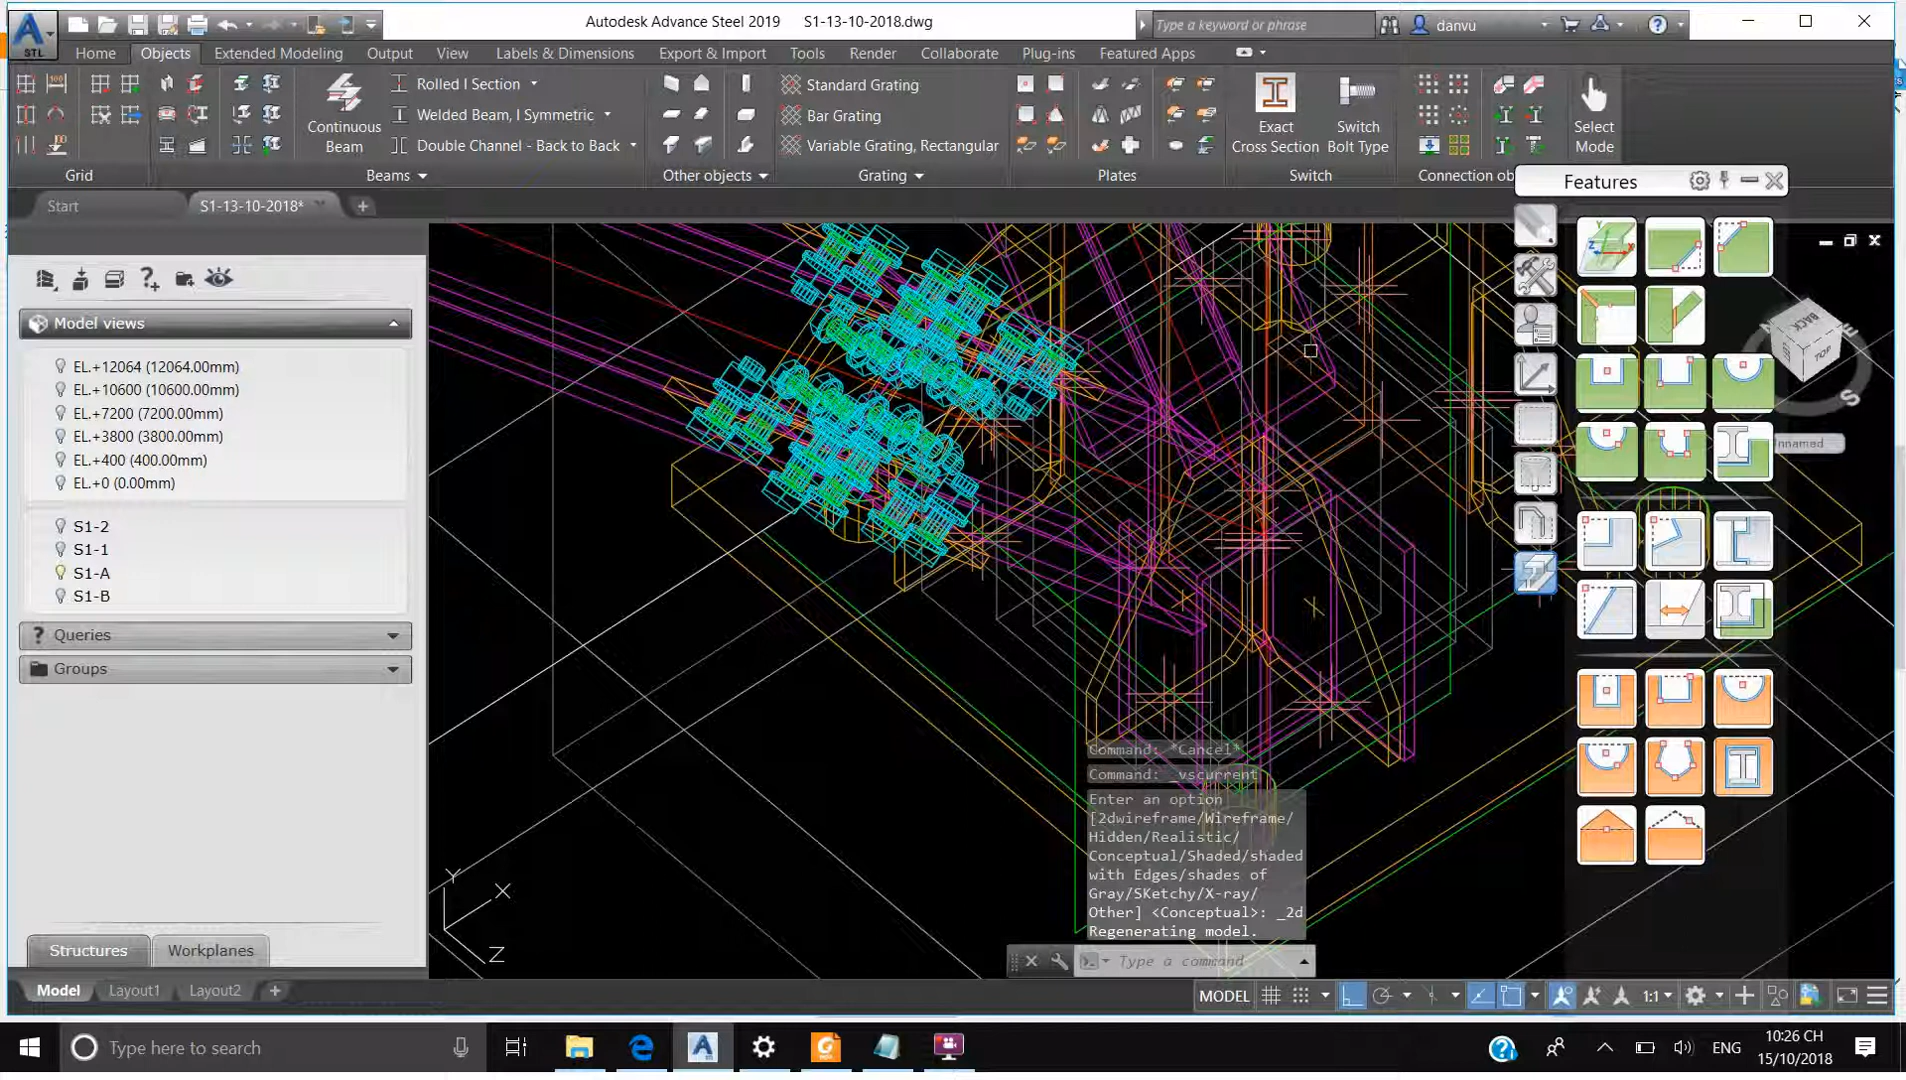 Autodesk Advance Steel 2019 S1-13-10-2018.dwg
Type a keyword or phrase
danvu
STL
Home Objects Extended Modeling Output View Labels & Dimensions Export & Import Tools Render Collaborate Plug-ins Featured Apps
Continuous Beam
Rolled I Section
Welded Beam, I Symmetric
Double Channel - Back to Back
Standard Grating
Bar Grating
Variable Grating, Rectangular
Exact Cross Section
Switch Bolt Type
Select Mode
Grid Beams Other objects Grating Plates Switch Connection ob
Features
Start S1-13-10-2018*
Model views
EL.+12064 (12064.00mm)
EL.+10600 (10600.00mm)
EL.+7200 (7200.00mm)
EL.+3800 (3800.00mm)
EL.+400 (400.00mm)
EL.+0 (0.00mm)
S1-2
S1-1
S1-A
S1-B
Queries
Groups
BACK
TOP
E
S
Command: *Cancel*
Command: _vscurrent
Enter an option
[2dwireframe/Wireframe/
Hidden/Realistic/
Conceptual/Shaded/shaded
with Edges/shades of
Gray/SKetchy/X-ray/
Other] <Conceptual>: _2d
Regenerating model.
Type a command
Y
X
Z
Structures Workplanes
Model Layout1 Layout2
MODEL
1:1
Type here to search
ENG
10:26 CH
15/10/2018